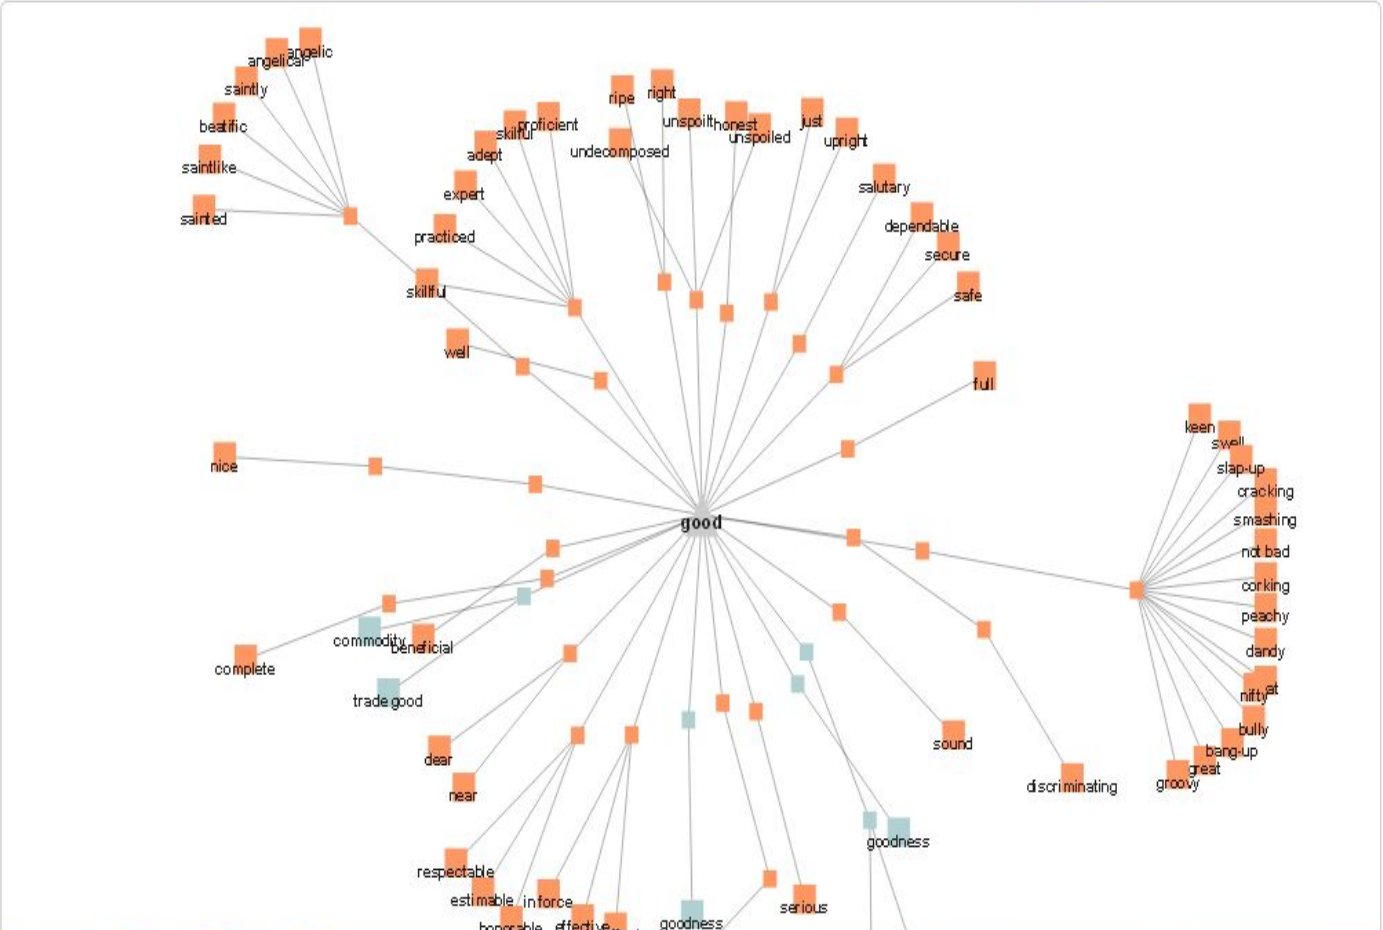 angelic
angelical
saintly
beatific
saintlike
sainted
ripe
right
unspoilt
honest
unspoiled
just
upright
undecomposed
skilful
proficient
adept
expert
practiced
skillful
well
salutary
dependable
secure
safe
full
nice
good
keen
swell
slap-up
cracking
smashing
not bad
corking
peachy
dandy
nifty
bully
bang-up
great
groovy
commodity
beneficial
complete
trade good
dear
near
sound
discriminating
goodness
respectable
estimable
in force
honorable
effective
goodness
serious